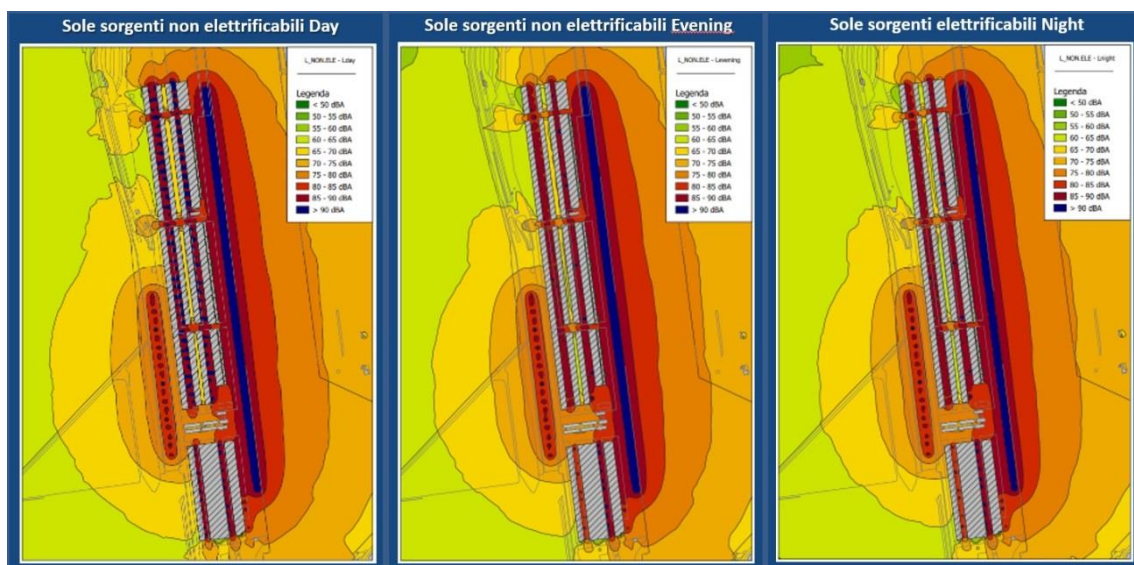 Sole sorgenti non elettrificabili Day
L_NON.ELE - Lday
Legenda
< 50 dBA
50 - 55 dBA
55 - 60 dBA
60 - 65 dBA
65 - 70 dBA
70 - 75 dBA
75 - 80 dBA
80 - 85 dBA
85 - 90 dBA
> 90 dBA
Sole sorgenti non elettrificabili Evening
L_NON.ELE - Levening
Legenda
< 50 dBA
50 - 55 dBA
55 - 60 dBA
60 - 65 dBA
65 - 70 dBA
70 - 75 dBA
75 - 80 dBA
80 - 85 dBA
85 - 90 dBA
> 90 dBA
Sole sorgenti elettrificabili Night
L_NON.ELE - Lnight
Legenda
< 50 dBA
50 - 55 dBA
55 - 60 dBA
60 - 65 dBA
65 - 70 dBA
70 - 75 dBA
75 - 80 dBA
80 - 85 dBA
85 - 90 dBA
> 90 dBA